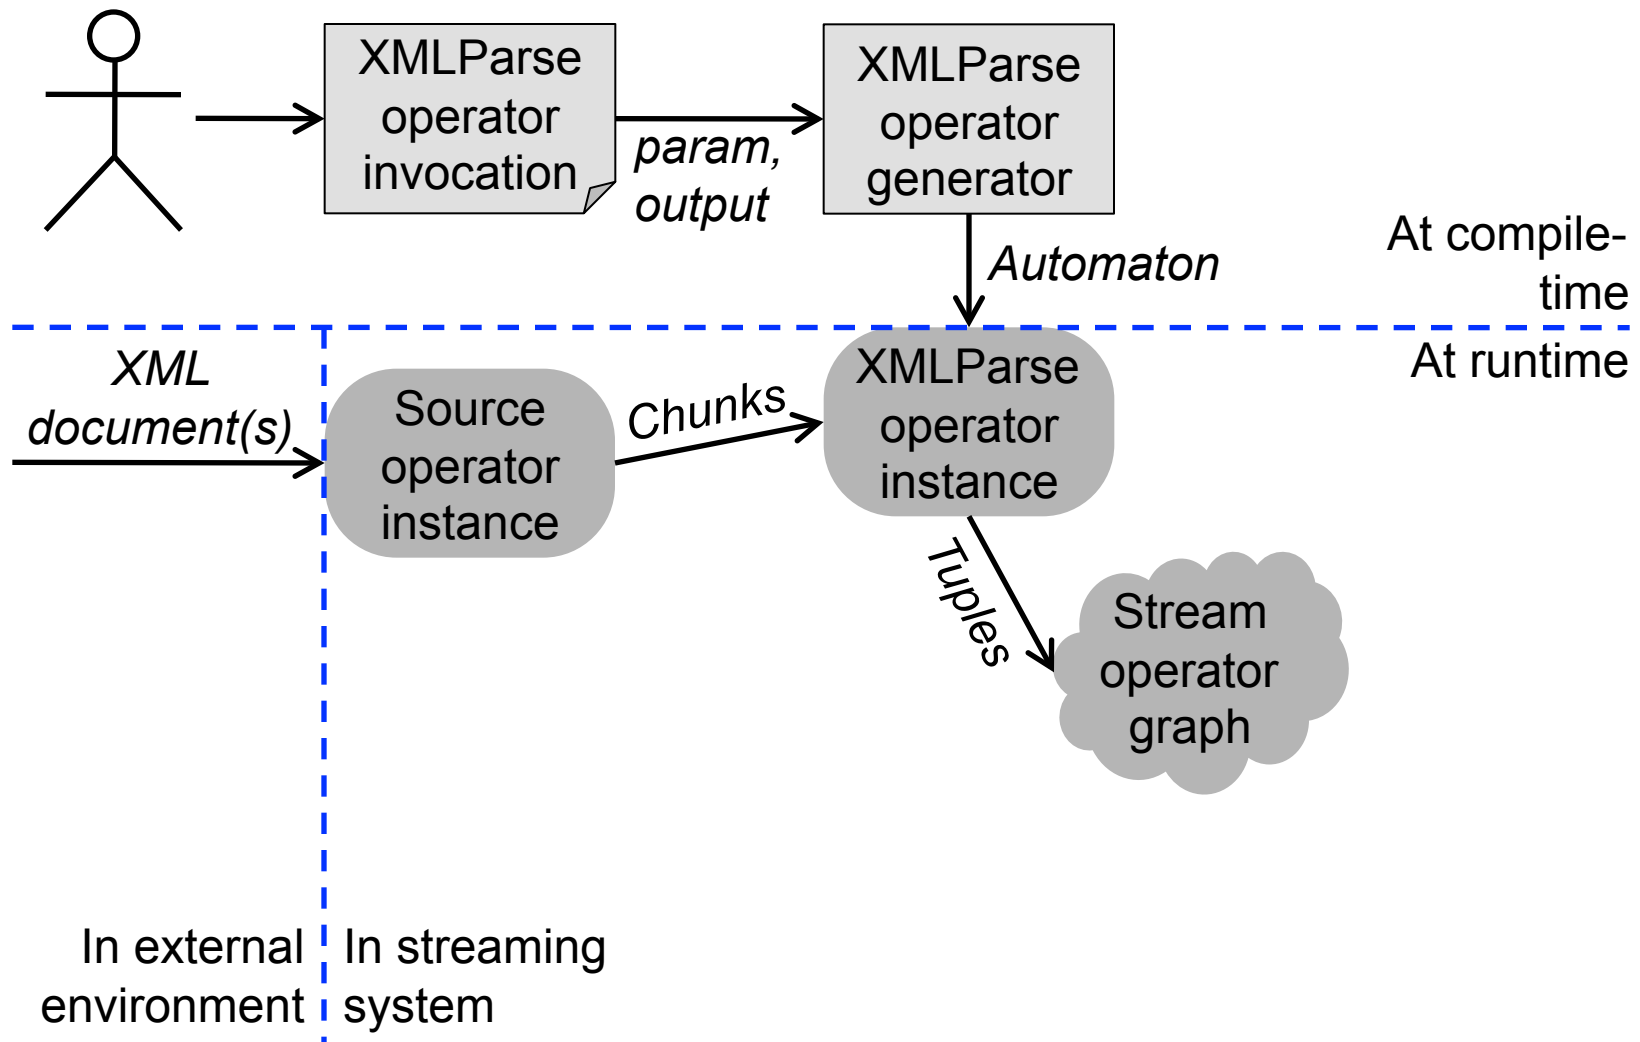 XMLParse
operator
invocation
param,
output
XMLParse
operator
generator
Automaton
At compile-
time
At runtime
XML
document(s)
Source
operator
instance
Chunks
XMLParse
operator
instance
Tuples
Stream
operator
graph
In external
environment
In streaming
system